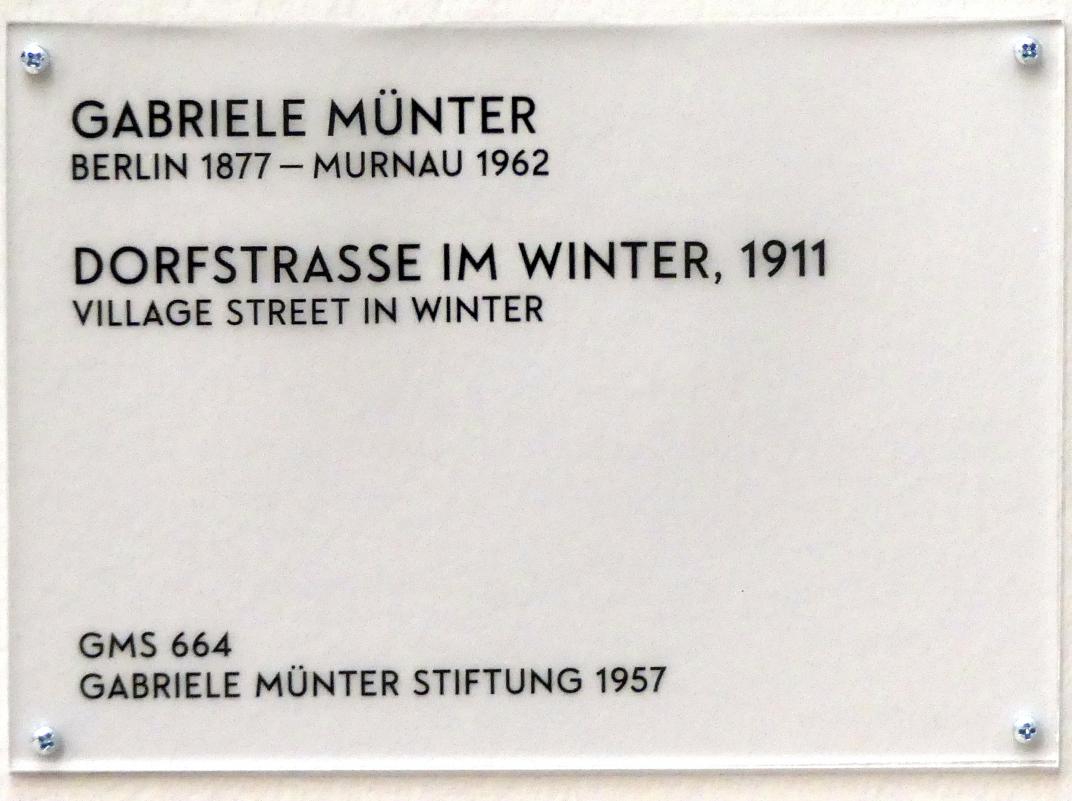 GABRIELE MÜNTER
BERLIN 1877 – MURNAU 1962
DORFSTRASSE IM WINTER, 1911
VILLAGE STREET IN WINTER
GMS 664
GABRIELE MÜNTER STIFTUNG 1957